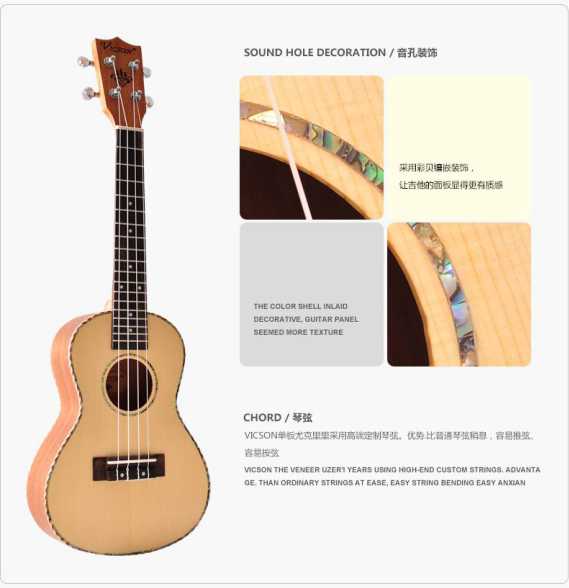 VICSON
SOUND HOLE DECORATION / 音孔装饰
采用彩贝镶嵌装饰，
让吉他的面板显得更有质感
THE COLOR SHELL INLAID
DECORATIVE, GUITAR PANEL
SEEMED MORE TEXTURE
CHORD / 琴弦
VICSON单板尤克里里采用高端定制琴弦。优势.比普通琴弦稍息，容易推弦、
容易按弦
VICSON THE VENEER UZER1 YEARS USING HIGH-END CUSTOM STRINGS. ADVANTA
GE. THAN ORDINARY STRINGS AT EASE, EASY STRING BENDING EASY ANXIAN